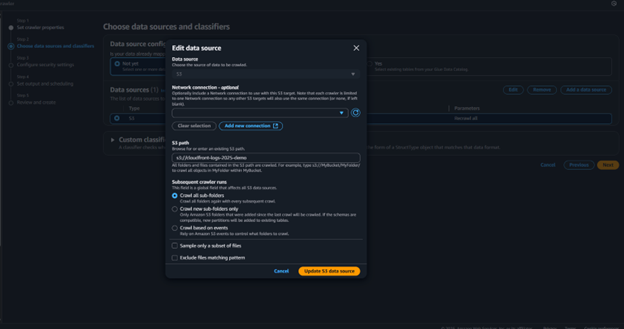 Step 1
Set crawler properties
Step 2
Choose data sources and classifiers
Step 3
Configure security settings
Step 4
Set output and scheduling
Step 5
Review and create
Choose data sources and classifiers
Data source config
Is your data already mapped
Not yet
Yes
Data sources (1)
The list of data sources
Edit
Remove
Add a data source
Type
Parameters
S3
Recrawl all
Custom classifi
Cancel
Previous
Next
Edit data source
Data source
Choose the source of data to be crawled.
S3
Network connection - optional
Optionally include a Network connection to use with this S3 target. Note that each crawler is limited
to one Network connection so any other S3 targets will also use the same connection (or none, if left
blank).
Clear selection
Add new connection
S3 path
Browse for or enter an existing S3 path.
s3://cloudfront-logs-2025-demo
All folders and files contained in the S3 path are crawled. For example, type s3://MyBucket/MyFolder/
to crawl all objects in MyFolder within MyBucket.
Subsequent crawler runs
This field is a global field that affects all S3 data sources.
Crawl all sub-folders
Crawl all folders again with every subsequent crawl.
Crawl new sub-folders only
Only Amazon S3 folders that were added since the last crawl will be crawled. If the schemas are
compatible, new partitions will be added to existing tables.
Crawl based on events
Rely on Amazon S3 events to control what folders to crawl.
Sample only a subset of files
Exclude files matching pattern
Cancel
Update S3 data source